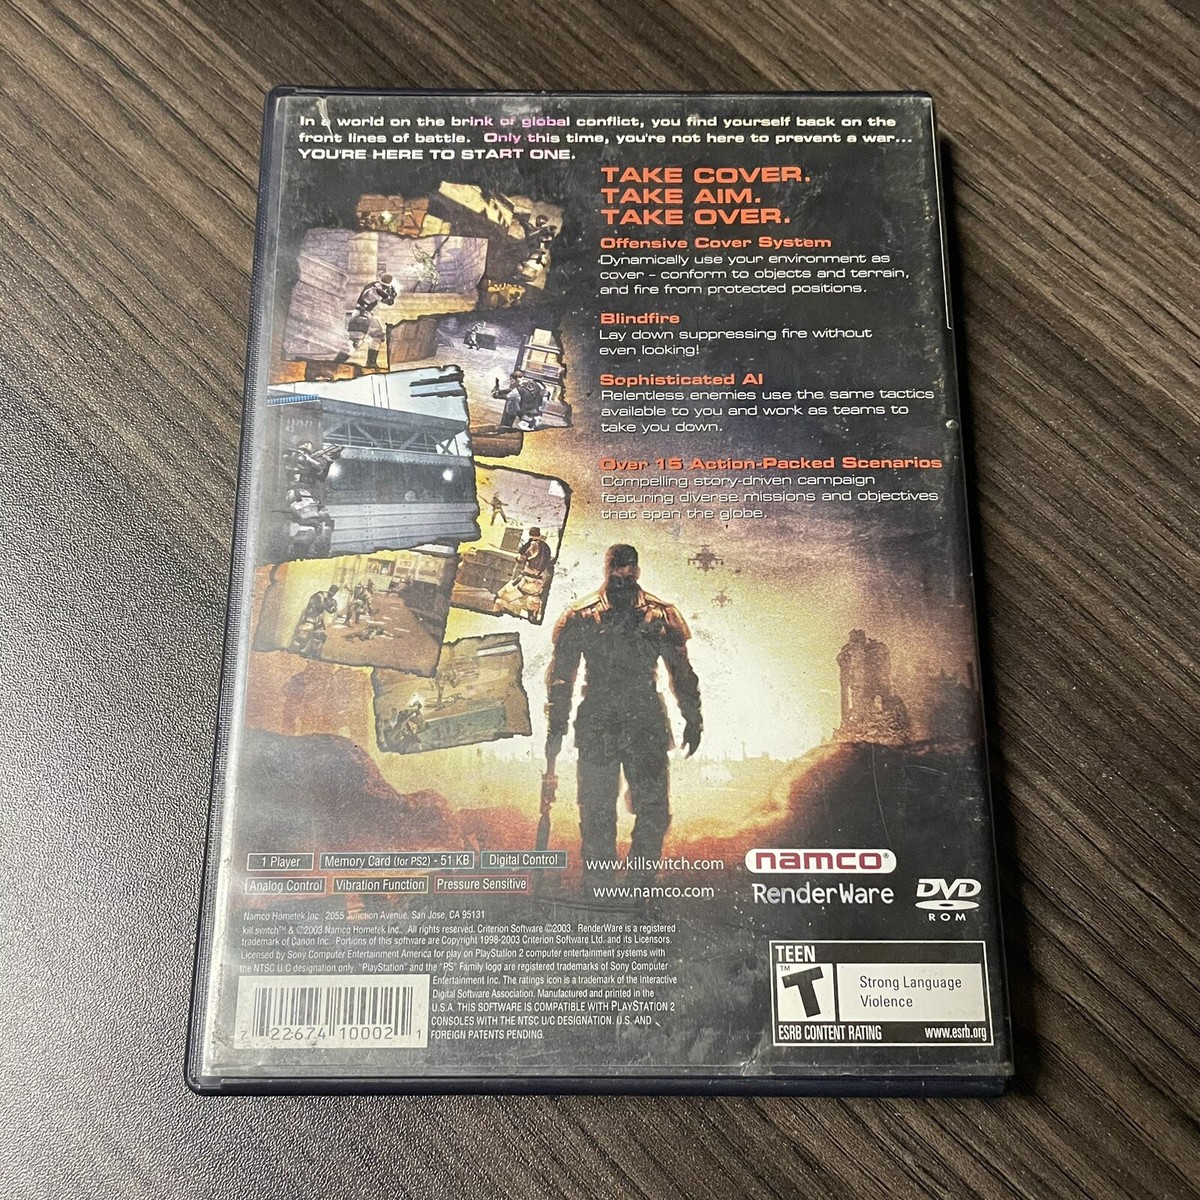 In a world on the brink of global conflict, you find yourself back on the
front lines of battle. Only this time, you're not here to prevent a war...
YOU'RE HERE TO START ONE.
TAKE COVER.
TAKE AIM.
TAKE OVER.
Offensive Cover System
Dynamically use your environment as
cover - conform to objects and terrain,
and fire from protected positions.
Blindfire
Lay down suppressing fire without
even looking!
Sophisticated AI
Relentless enemies use the same tactics
available to you and work as teams to
take you down.
Over 15 Action-Packed Scenarios
Compelling story-driven campaign
featuring diverse missions and objectives
that span the globe.
1 Player
Memory Card (for PS2) - 51 KB
Digital Control
Analog Control
Vibration Function
Pressure Sensitive
www.killswitch.com
www.namco.com
namco®
RenderWare
DVD
ROM
Namco Hometek Inc. 2055 Junction Avenue, San Jose, CA 95131
kill.switch™ & ©2003 Namco Hometek Inc. All rights reserved. Criterion Software ©2003. RenderWare is a registered
trademark of Canon Inc. Portions of this software are Copyright 1998-2003 Criterion Software Ltd. and its Licensors.
Licensed by Sony Computer Entertainment America for play on PlayStation 2 computer entertainment systems with
the NTSC U/C designation only. "PlayStation" and the "PS" Family logo are registered trademarks of Sony Computer
Entertainment Inc. The ratings icon is a trademark of the Interactive
Digital Software Association. Manufactured and printed in the
U.S.A. THIS SOFTWARE IS COMPATIBLE WITH PLAYSTATION 2
CONSOLES WITH THE NTSC U/C DESIGNATION. U.S. AND
FOREIGN PATENTS PENDING.
7 22674 10002 1
TEEN
T
TM
Strong Language
Violence
ESRB CONTENT RATING
www.esrb.org